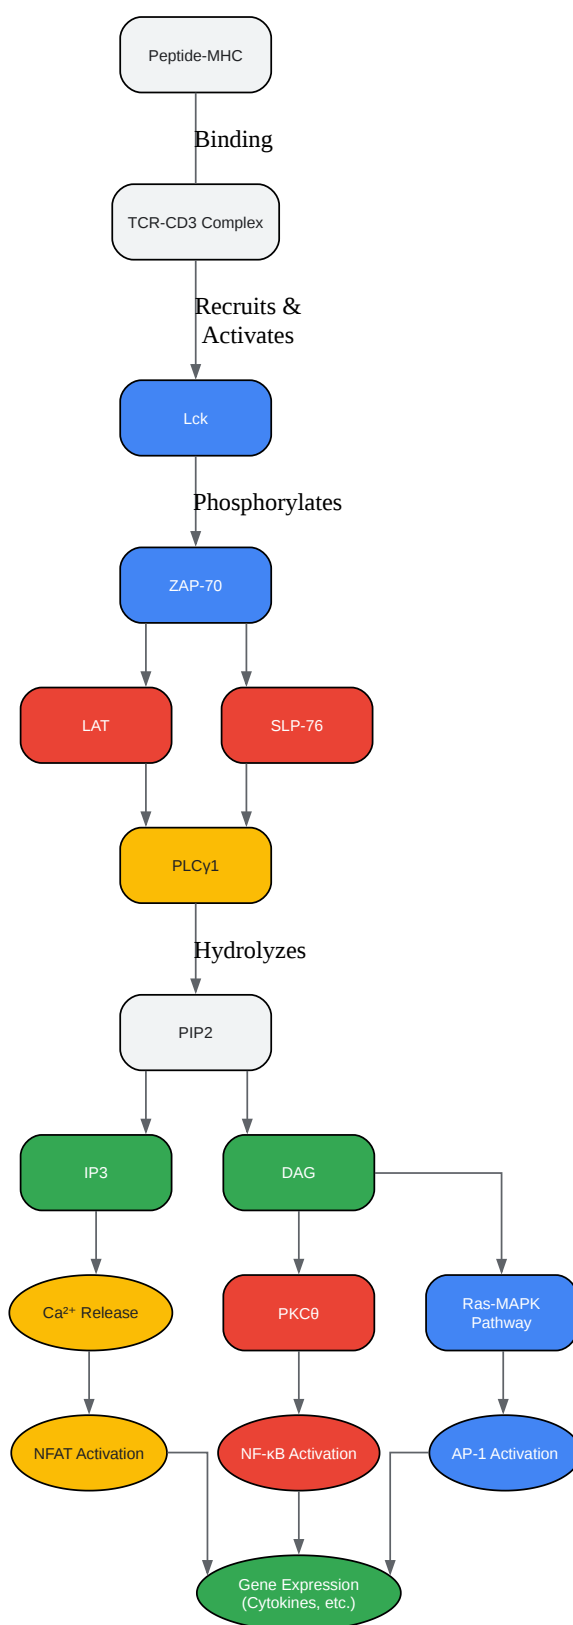 Peptide-MHC
Binding
TCR-CD3 Complex
Recruits &
Activates
Lck
Phosphorylates
ZAP-70
LAT
SLP-76
PLCγ1
Hydrolyzes
PIP2
IP3
DAG
Ca²⁺ Release
PKCθ
Ras-MAPK
Pathway
NFAT Activation
NF-κB Activation
AP-1 Activation
Gene Expression
(Cytokines, etc.)